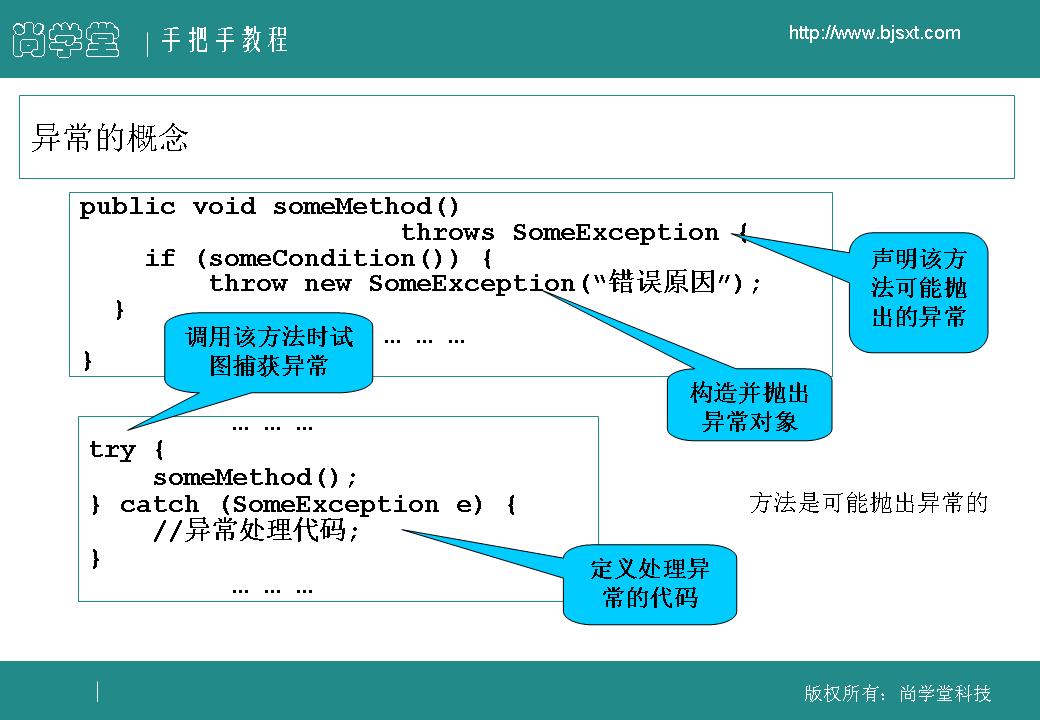 尚学堂
手把手教程
http://www.bjsxt.com
异常的概念
public void someMethod()
throws SomeException {
if (someCondition()) {
throw new SomeException(“错误原因”);
}
… … …
}
声明该方
法可能抛
出的异常
调用该方法时试
图捕获异常
构造并抛出
异常对象
… … …
try {
someMethod();
} catch (SomeException e) {
//异常处理代码;
}
… … …
方法是可能抛出异常的
定义处理异
常的代码
版权所有：尚学堂科技